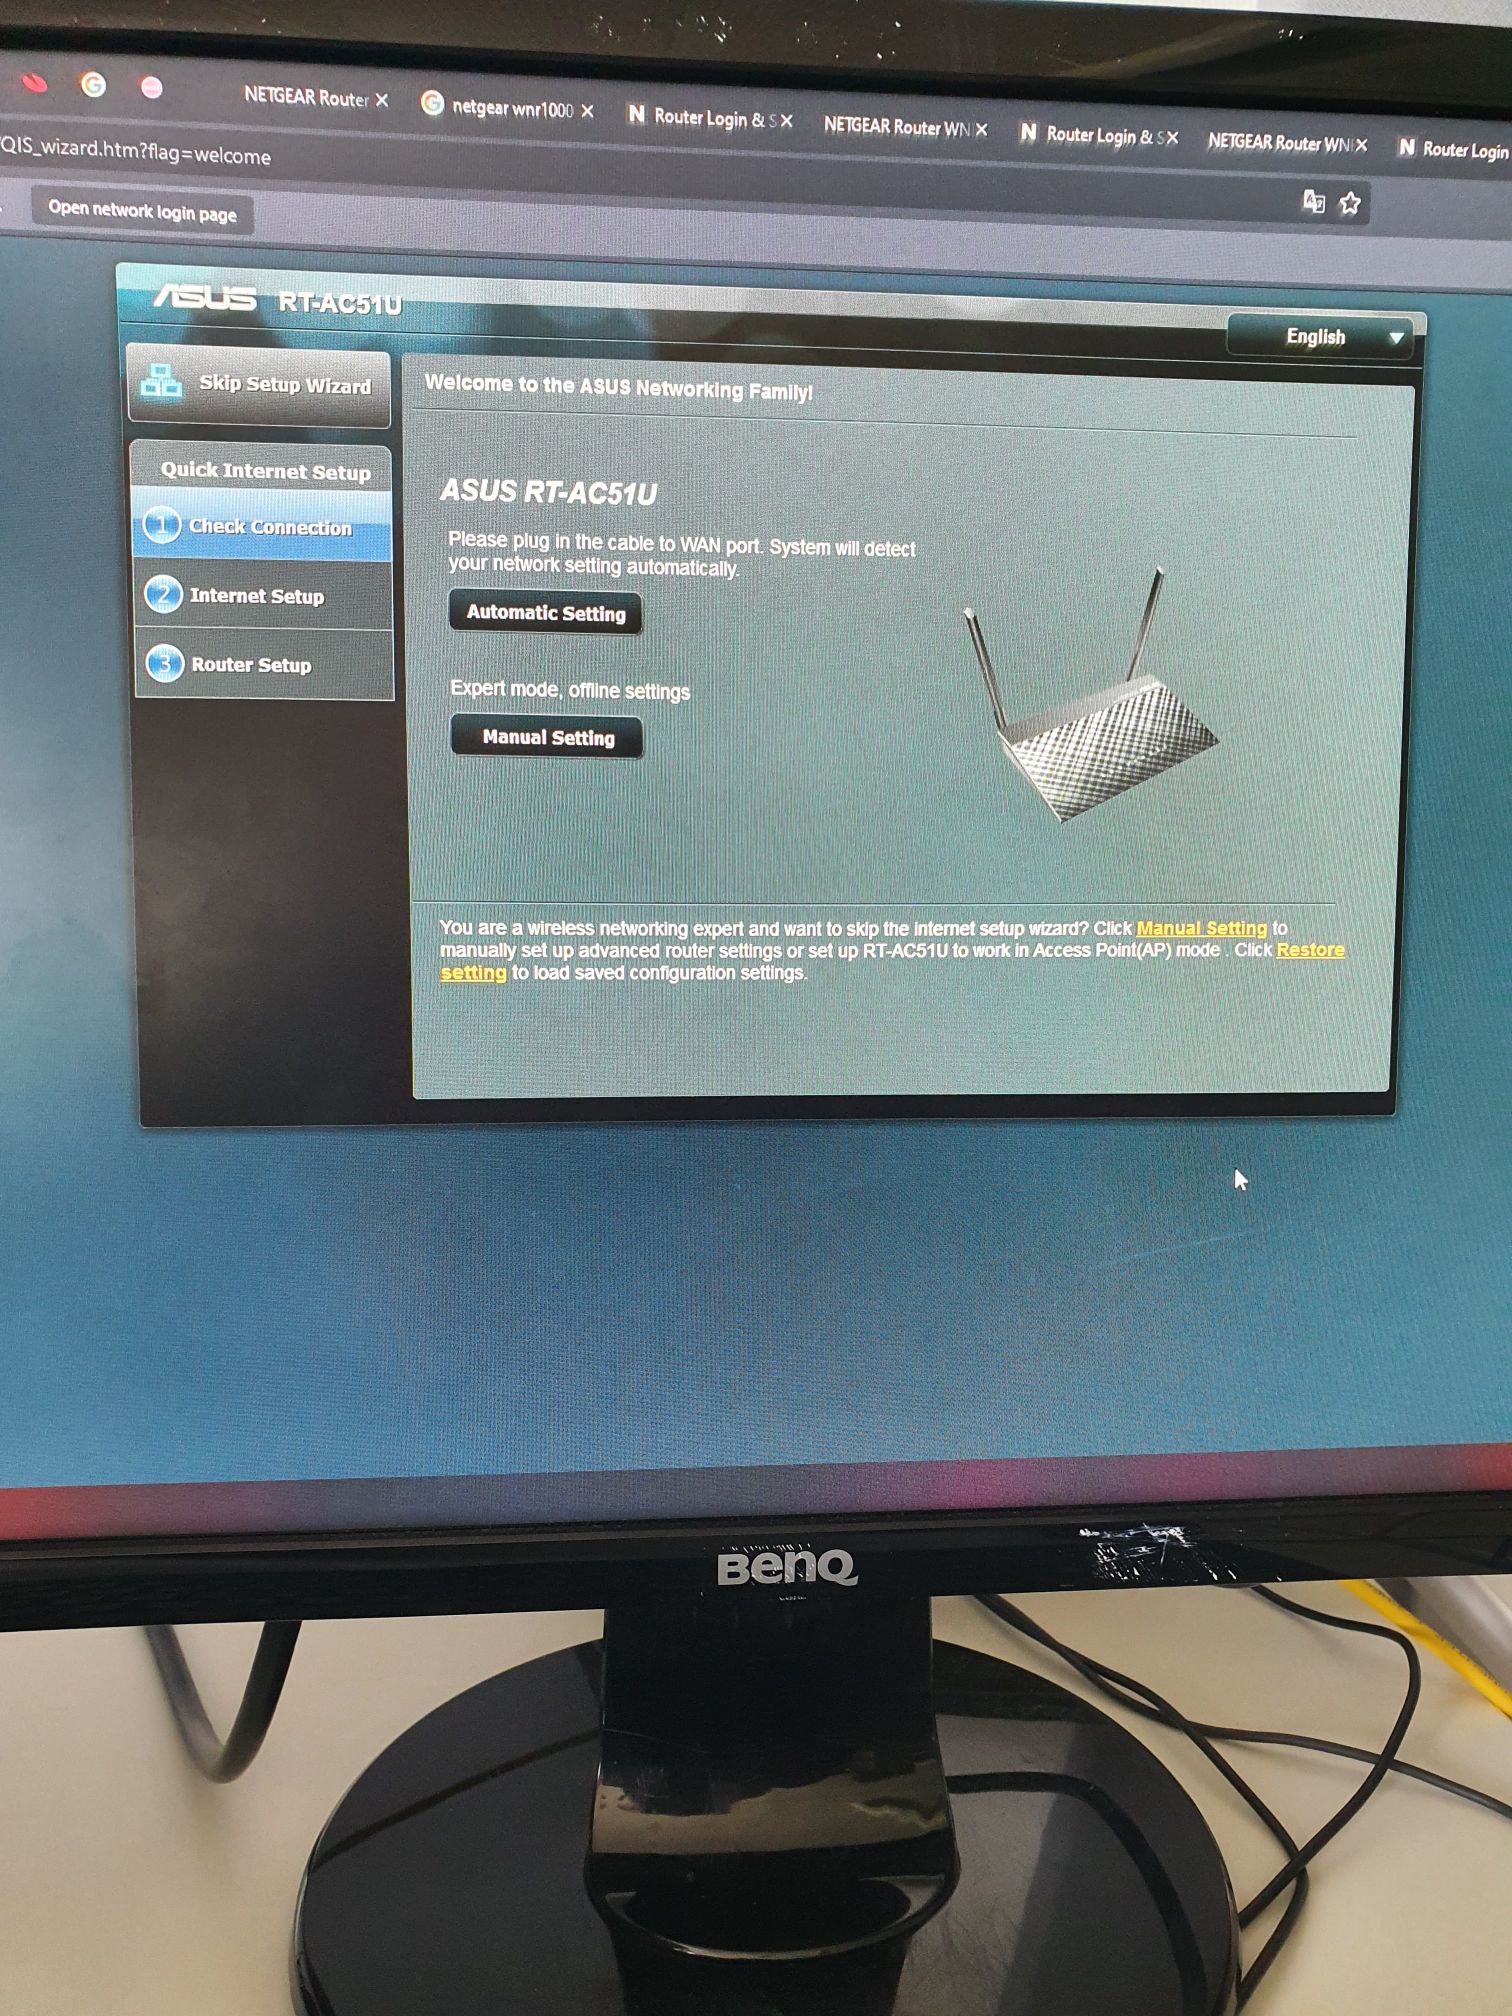 NETGEAR Router
netgear wnr1000
Router Login & S
NETGEAR Router WN
Router Login & S
NETGEAR Router WN
Router Login
QIS_wizard.htm?flag=welcome
Open network login page
ASUS RT-AC51U
English
Skip Setup Wizard
Quick Internet Setup
1 Check Connection
2 Internet Setup
3 Router Setup
Welcome to the ASUS Networking Family!
ASUS RT-AC51U
Please plug in the cable to WAN port. System will detect
your network setting automatically.
Automatic Setting
Expert mode, offline settings
Manual Setting
You are a wireless networking expert and want to skip the internet setup wizard? Click Manual Setting to
manually set up advanced router settings or set up RT-AC51U to work in Access Point(AP) mode . Click Restore
setting to load saved configuration settings.
BenQ